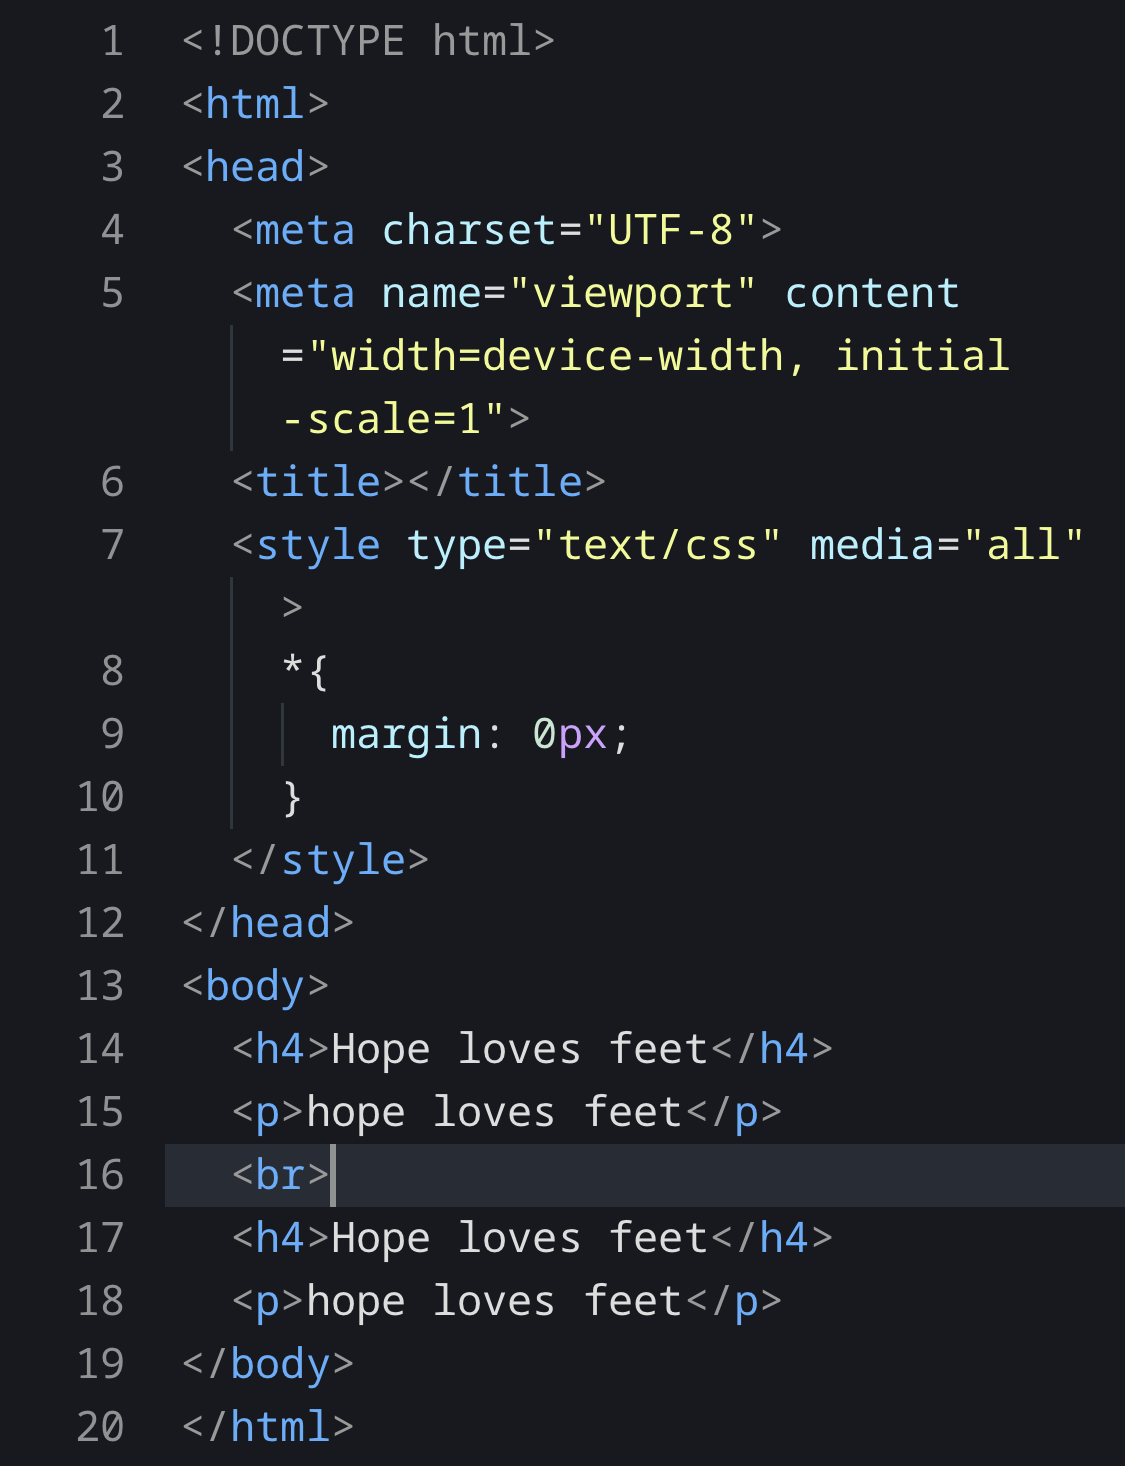 1 <!DOCTYPE html>
2 <html>
3 <head>
4 <meta charset="UTF-8">
5 <meta name="viewport" content
="width=device-width, initial
-scale=1">
6 <title></title>
7 <style type="text/css" media="all"
>
8 *{
9 margin: 0px;
10 }
11 </style>
12 </head>
13 <body>
14 <h4>Hope loves feet</h4>
15 <p>hope loves feet</p>
16 <br>
17 <h4>Hope loves feet</h4>
18 <p>hope loves feet</p>
19 </body>
20 </html>